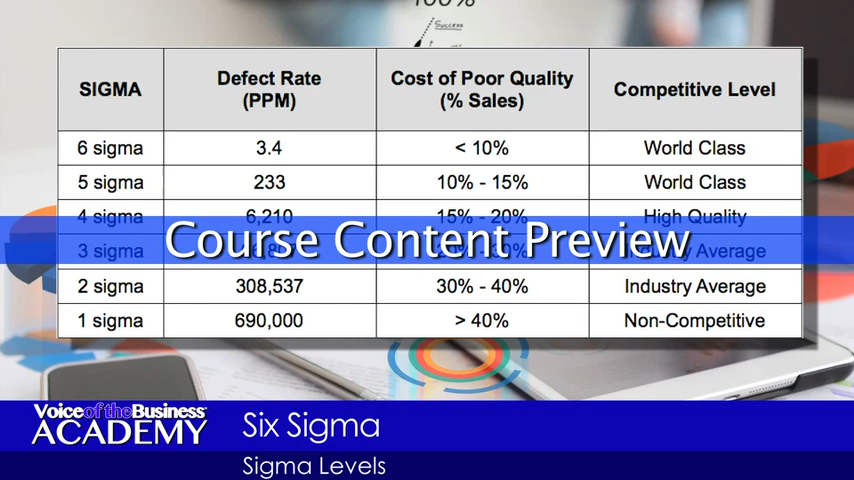 100%
SUCCESS
SIGMA Defect Rate (PPM) Cost of Poor Quality (% Sales) Competitive Level
6 sigma 3.4 < 10% World Class
5 sigma 233 10% - 15% World Class
4 sigma 6,210 15% - 20% High Quality
Course Content Preview
3 sigma Average
2 sigma 308,537 30% - 40% Industry Average
1 sigma 690,000 > 40% Non-Competitive
Voice of the Business
ACADEMY
Six Sigma
Sigma Levels